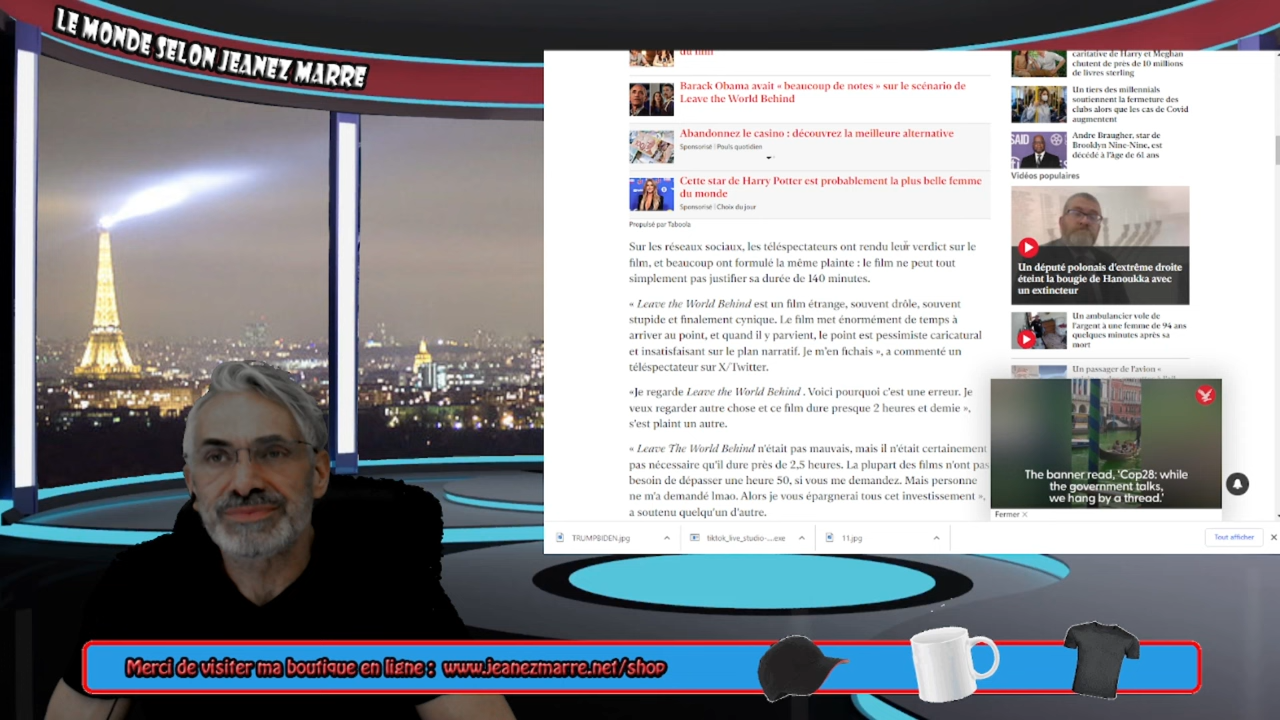 LE MONDE SELON JEANEZ MARRE
du film
Barack Obama avait « beaucoup de notes » sur le scénario de
Leave the World Behind
Abandonnez le casino : découvrez la meilleure alternative
Sponsorisé | Pouls quotidien
Cette star de Harry Potter est probablement la plus belle femme
du monde
Sponsorisé | Choix du jour
Propulsé par Taboola
Sur les réseaux sociaux, les téléspectateurs ont rendu leur verdict sur le
film, et beaucoup ont formulé la même plainte : le film ne peut tout
simplement pas justifier sa durée de 140 minutes.
« Leave the World Behind est un film étrange, souvent drôle, souvent
stupide et finalement cynique. Le film met énormément de temps à
arriver au point, et quand il y parvient, le point est pessimiste caricatural
et insatisfaisant sur le plan narratif. Je m'en fichais », a commenté un
téléspectateur sur X/Twitter.
«Je regarde Leave the World Behind . Voici pourquoi c'est une erreur. Je
veux regarder autre chose et ce film dure presque 2 heures et demie »,
s'est plaint un autre.
« Leave The World Behind n'était pas mauvais, mais il n'était certainement
pas nécessaire qu'il dure près de 2,5 heures. La plupart des films n'ont pas
besoin de dépasser une heure 50, si vous me demandez. Mais personne
ne m'a demandé lmao. Alors je vous épargnerai tous cet investissement »,
a soutenu quelqu'un d'autre.
caritative de Harry et Meghan
chutent de près de 10 millions
de livres sterling
Un tiers des millennials
soutiennent la fermeture des
clubs alors que les cas de Covid
augmentent
SAID
Andre Braugher, star de
Brooklyn Nine-Nine, est
décédé à l'âge de 61 ans
Vidéos populaires
Un député polonais d'extrême droite
éteint la bougie de Hanoukka avec
un extincteur
Un ambulancier vole de
l'argent à une femme de 94 ans
quelques minutes après sa
mort
Un passager de l'avion «
The banner read, 'Cop28: while
the government talks,
we hang by a thread.'
Fermer X
TRUMPBIDEN.jpg
tiktok_live_studio-....exe
11.jpg
Tout afficher
Merci de visiter ma boutique en ligne : www.jeanezmarre.net/shop